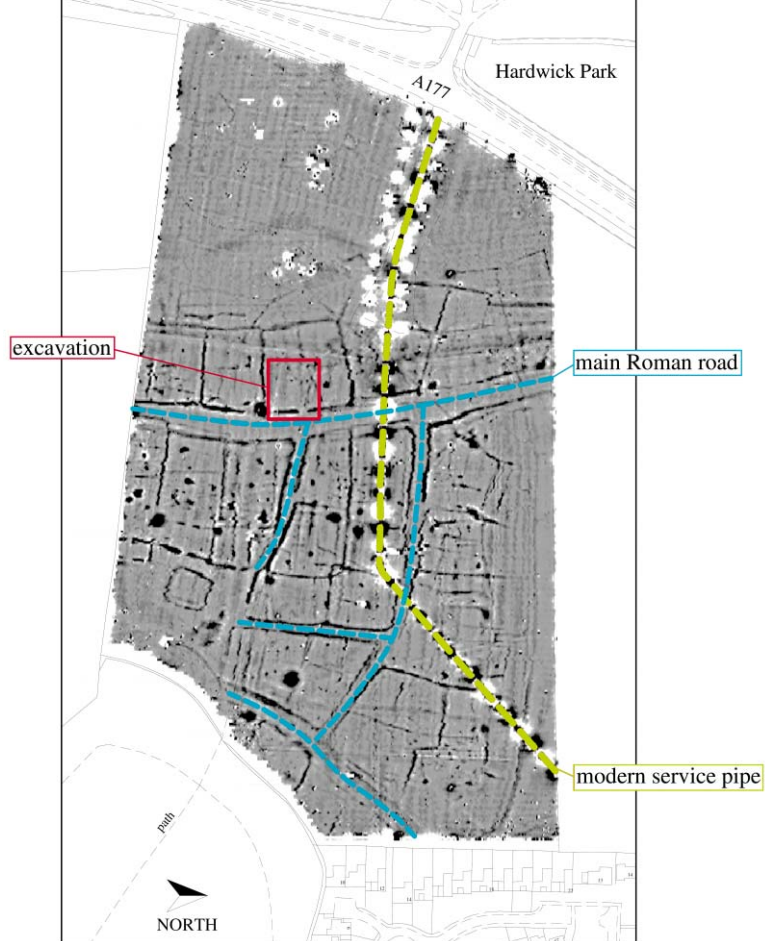 Hardwick Park
A177
excavation
main Roman road
modern service pipe
path
NORTH